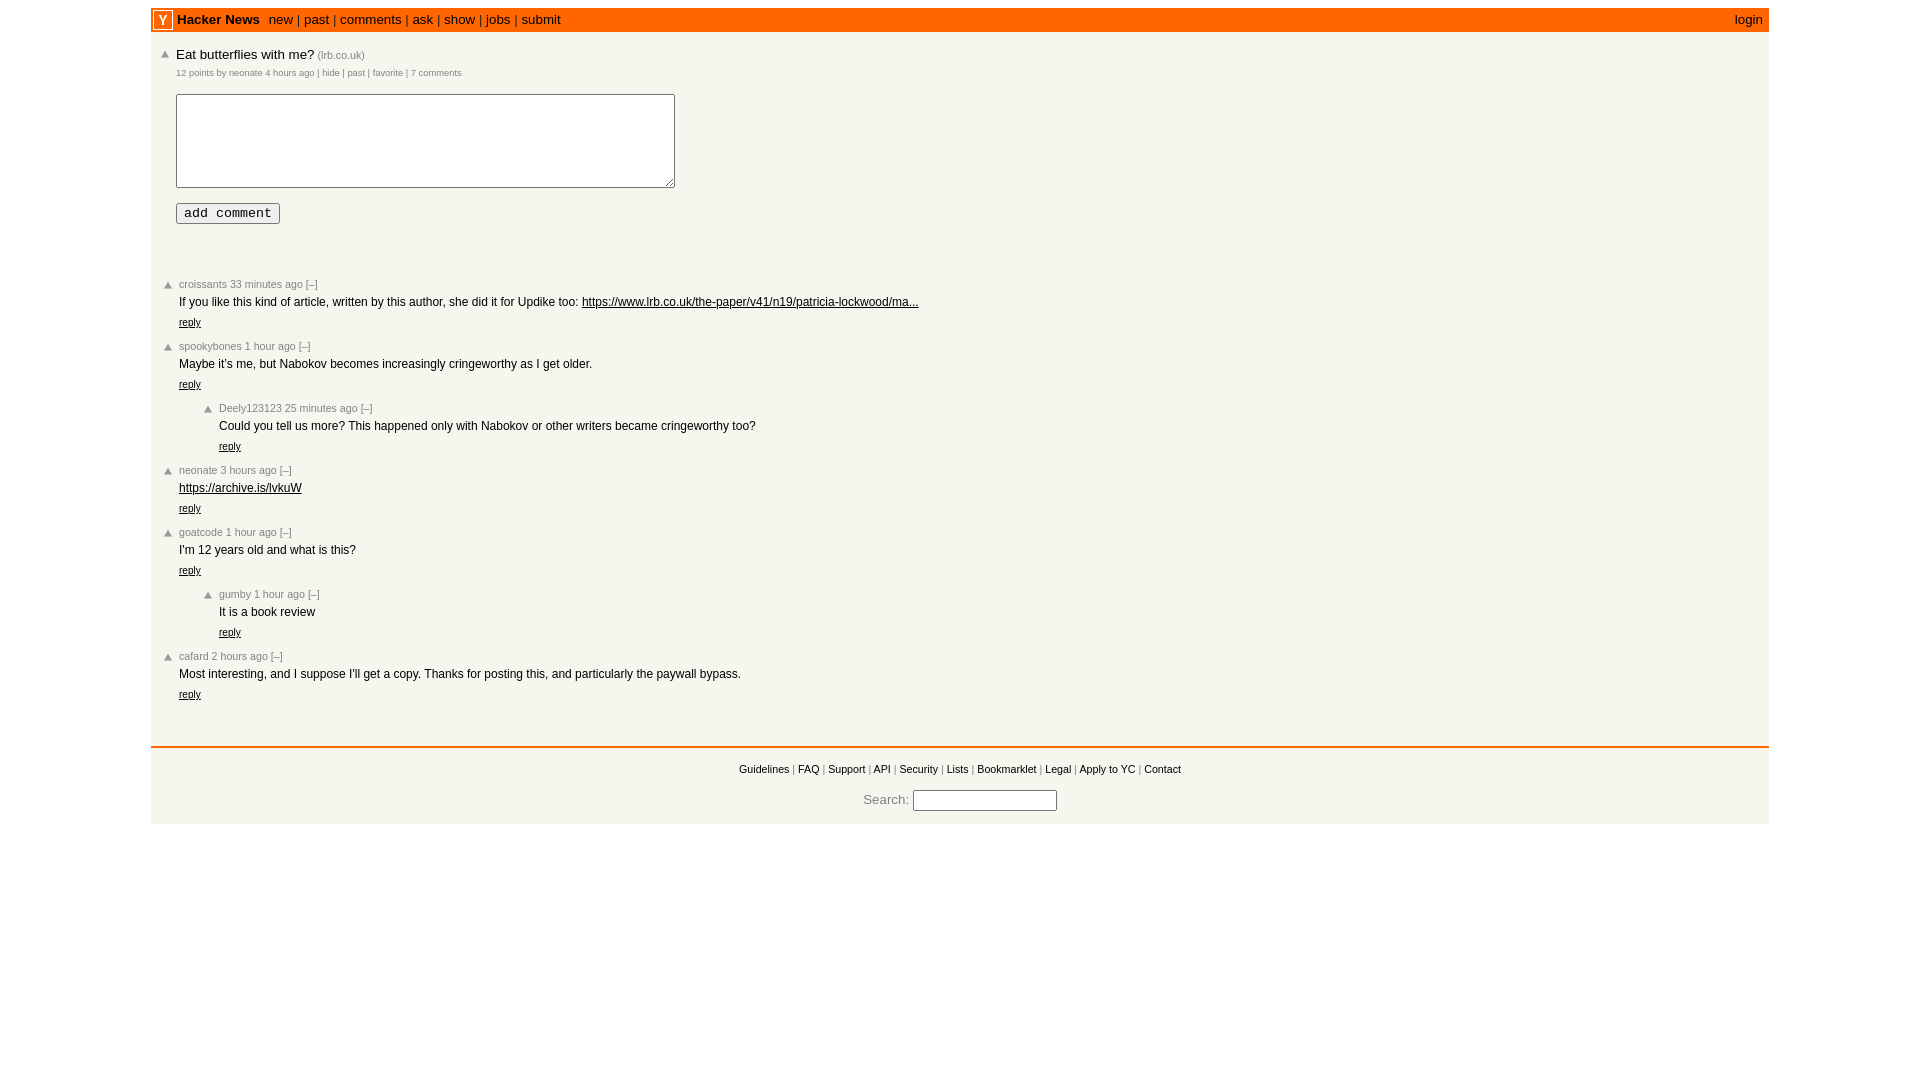 Y Hacker News new | past | comments | ask | show | jobs | submit login
Eat butterflies with me? (lrb.co.uk)
12 points by neonate 4 hours ago | hide | past | favorite | 7 comments
add comment
croissants 33 minutes ago [–]
If you like this kind of article, written by this author, she did it for Updike too: https://www.lrb.co.uk/the-paper/v41/n19/patricia-lockwood/ma...
reply
spookybones 1 hour ago [–]
Maybe it’s me, but Nabokov becomes increasingly cringeworthy as I get older.
reply
Deely123123 25 minutes ago [–]
Could you tell us more? This happened only with Nabokov or other writers became cringeworthy too?
reply
neonate 3 hours ago [–]
https://archive.is/lvkuW
reply
goatcode 1 hour ago [–]
I'm 12 years old and what is this?
reply
gumby 1 hour ago [–]
It is a book review
reply
cafard 2 hours ago [–]
Most interesting, and I suppose I'll get a copy. Thanks for posting this, and particularly the paywall bypass.
reply
Guidelines | FAQ | Support | API | Security | Lists | Bookmarklet | Legal | Apply to YC | Contact
Search: